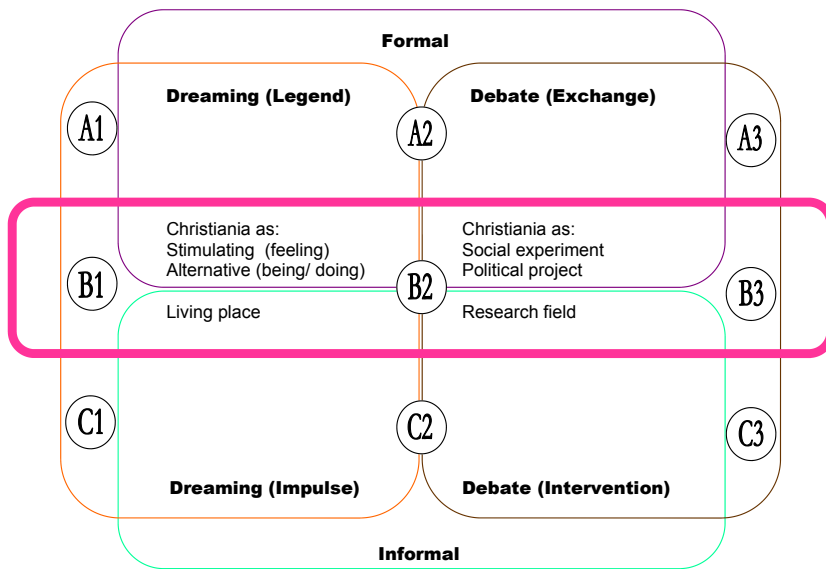 Formal
Dreaming (Legend)
Debate (Exchange)
A1
A2
A3
Christiania as:
Stimulating (feeling)
Alternative (being/ doing)
Christiania as:
Social experiment
Political project
B1
B2
B3
Living place
Research field
C1
C2
C3
Dreaming (Impulse)
Debate (Intervention)
Informal